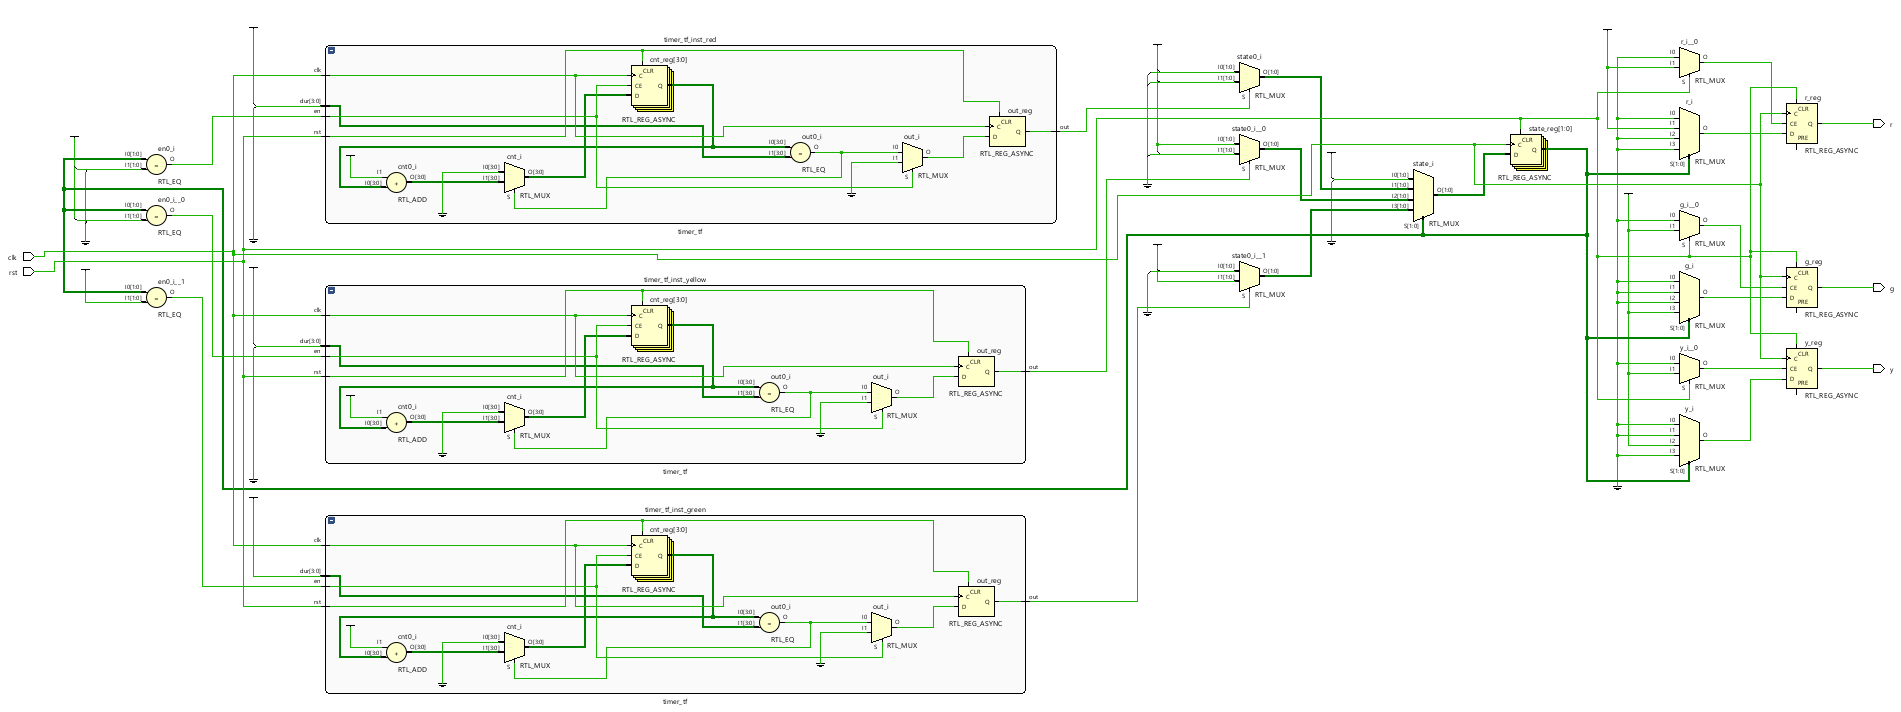 timer_tf_inst_red
clk
dur[3:0]
en
rst
cnt_reg[3:0]
CLR
C
CE
Q
D
RTL_REG_ASYNC
out_reg
CLR
C
Q
D
RTL_REG_ASYNC
out
cnt0_i
I1
I0[3:0]
O[3:0]
+
RTL_ADD
cnt_i
I0[3:0]
I1[3:0]
O[3:0]
S
RTL_MUX
out0_i
I0[3:0]
I1[3:0]
O
=
RTL_EQ
out_i
I0
I1
O
S
RTL_MUX
timer_tf
en0_i
I0[1:0]
I1[1:0]
O
=
RTL_EQ
en0_i__0
I0[1:0]
I1[1:0]
O
=
RTL_EQ
clk
rst
en0_i__1
I0[1:0]
I1[1:0]
O
=
RTL_EQ
timer_tf_inst_yellow
clk
dur[3:0]
en
rst
cnt_reg[3:0]
CLR
C
CE
Q
D
RTL_REG_ASYNC
out_reg
CLR
C
Q
D
RTL_REG_ASYNC
out
cnt0_i
I1
I0[3:0]
O[3:0]
+
RTL_ADD
cnt_i
I0[3:0]
I1[3:0]
O[3:0]
S
RTL_MUX
out0_i
I0[3:0]
I1[3:0]
O
=
RTL_EQ
out_i
I0
I1
O
S
RTL_MUX
timer_tf
timer_tf_inst_green
clk
dur[3:0]
en
rst
cnt_reg[3:0]
CLR
C
CE
Q
D
RTL_REG_ASYNC
out_reg
CLR
C
Q
D
RTL_REG_ASYNC
out
cnt0_i
I1
I0[3:0]
O[3:0]
+
RTL_ADD
cnt_i
I0[3:0]
I1[3:0]
O[3:0]
S
RTL_MUX
out0_i
I0[3:0]
I1[3:0]
O
=
RTL_EQ
out_i
I0
I1
O
S
RTL_MUX
timer_tf
state0_i
I0[1:0]
I1[1:0]
O[1:0]
S
RTL_MUX
state0_i__0
I0[1:0]
I1[1:0]
O[1:0]
S
RTL_MUX
state0_i__1
I0[1:0]
I1[1:0]
O[1:0]
S
RTL_MUX
state_i
I0[1:0]
I1[1:0]
I2[1:0]
I3[1:0]
O[1:0]
S[1:0]
RTL_MUX
state_reg[1:0]
CLR
C
Q
D
RTL_REG_ASYNC
r_i__0
I0
I1
O
S
RTL_MUX
r_i
I0
I1
I2
I3
O
S[1:0]
RTL_MUX
r_reg
CLR
C
CE
Q
D
PRE
RTL_REG_ASYNC
r
g_i__0
I0
I1
O
S
RTL_MUX
g_i
I0
I1
I2
I3
O
S[1:0]
RTL_MUX
g_reg
CLR
C
CE
Q
D
PRE
RTL_REG_ASYNC
g
y_i__0
I0
I1
O
S
RTL_MUX
y_reg
CLR
C
CE
Q
D
PRE
RTL_REG_ASYNC
y
y_i
I0
I1
I2
I3
O
S[1:0]
RTL_MUX